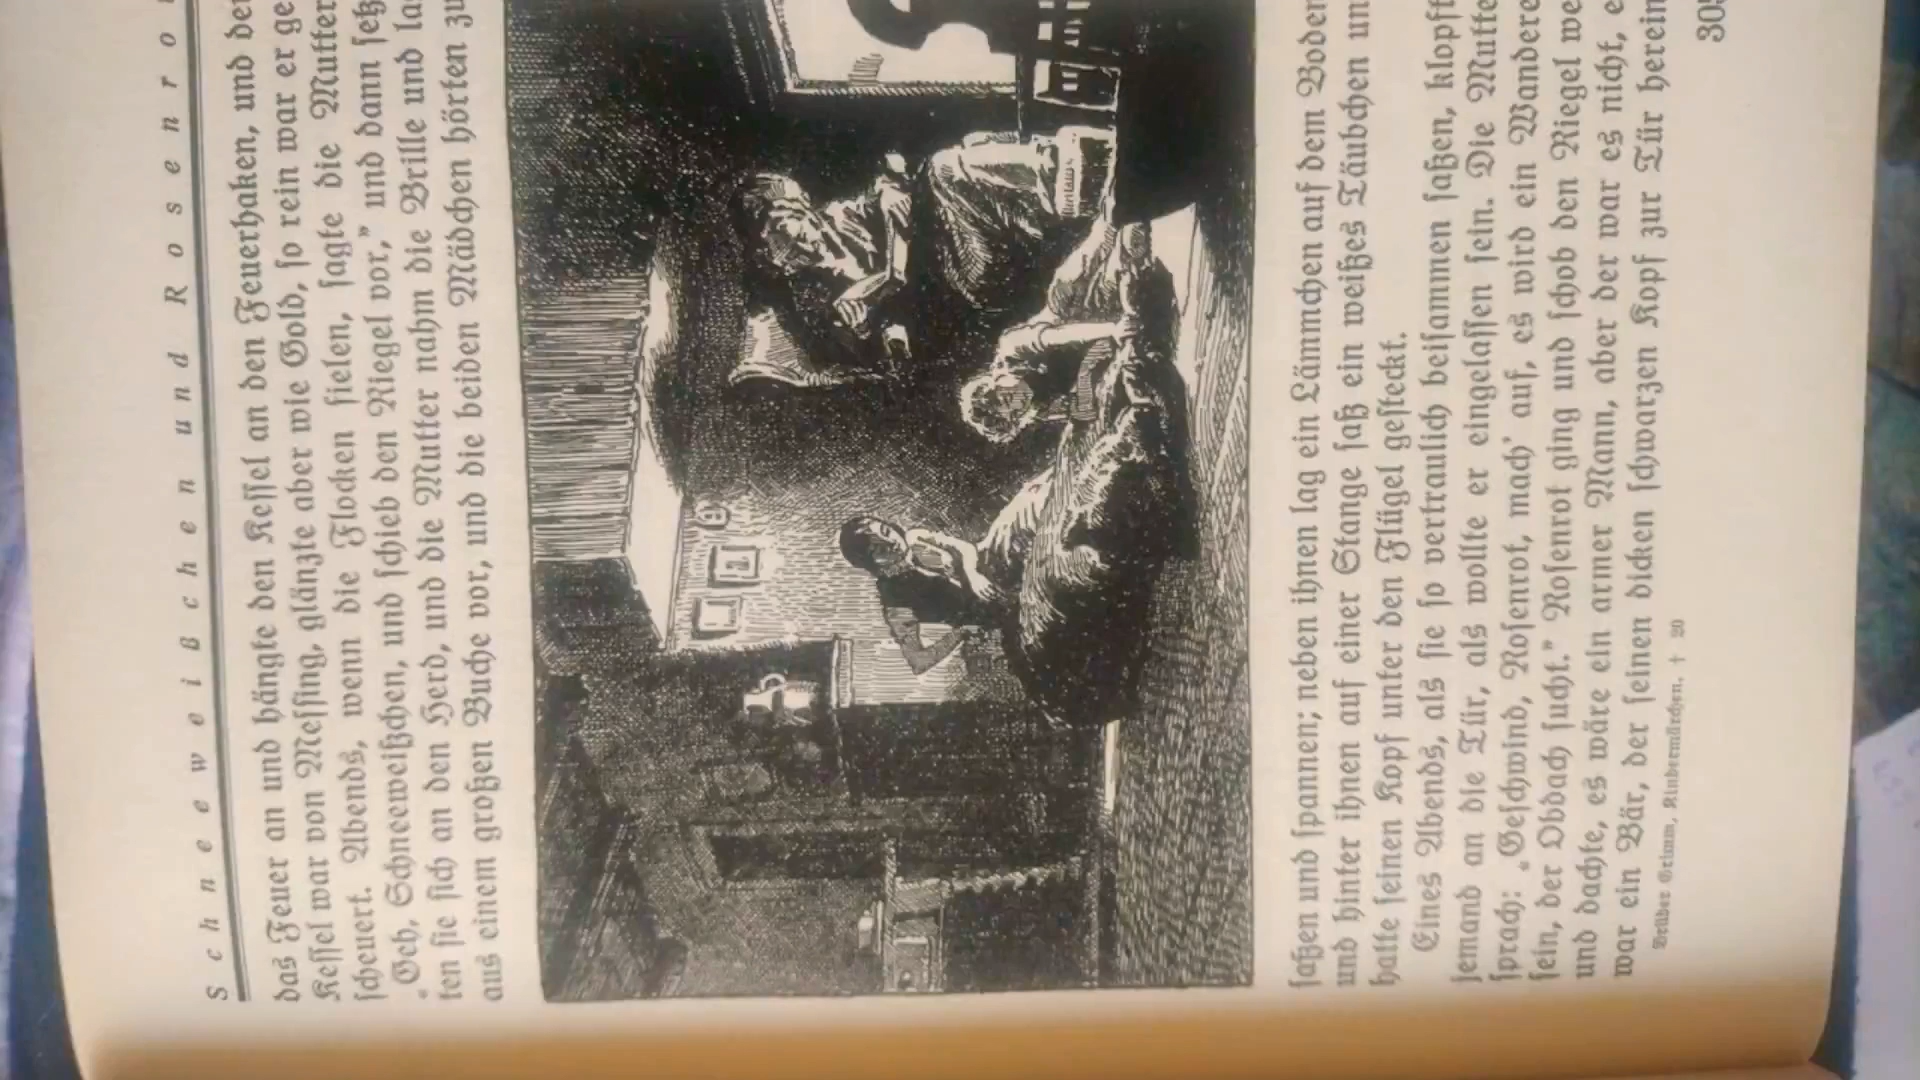 Schneeweißchen und Rosenrot
das Feuer an und hängte den Kessel an den Feuerhaken, und der
Kessel war von Messing, glänzte aber wie Gold, so rein war er ge
scheuert. Abends, wenn die Flocken fielen, sagte die Mutter
"Geh, Schneeweißchen, und schieb den Riegel vor," und dann setz
ten sie sich an den Herd, und die Mutter nahm die Brille und las
aus einem großen Buche vor, und die beiden Mädchen hörten zu
saßen und spannen; neben ihnen lag ein Lämmchen auf dem Boden
und hinter ihnen auf einer Stange saß ein weißes Täubchen un
hatte seinen Kopf unter den Flügel gesteckt.
Eines Abends, als sie so vertraulich beisammen saßen, klopft
jemand an die Tür, als wollte er eingelassen sein. Die Mutte
sprach: "Geschwind, Rosenrot, mach' auf, es wird ein Wandere
sein, der Obdach sucht." Rosenrot ging und schob den Riegel we
und dachte, es wäre ein armer Mann, aber der war es nicht, e
war ein Bär, der seinen dicken schwarzen Kopf zur Tür herein
Brüder Grimm, Kindermärchen, † 20
305